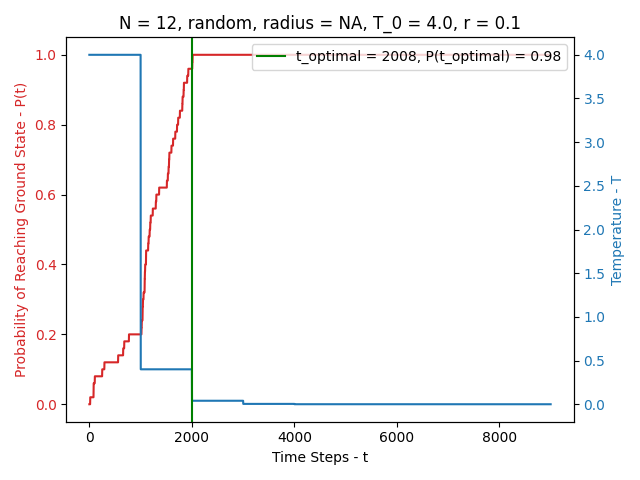 N = 12, random, radius = NA, T_0 = 4.0, r = 0.1
t_optimal = 2008, P(t_optimal) = 0.98
Probability of Reaching Ground State - P(t)
1.0
0.8
0.6
0.4
0.2
0.0
4.0
3.5
3.0
2.5
2.0
1.5
1.0
0.5
0.0
Temperature - T
0 2000 4000 6000 8000
Time Steps - t